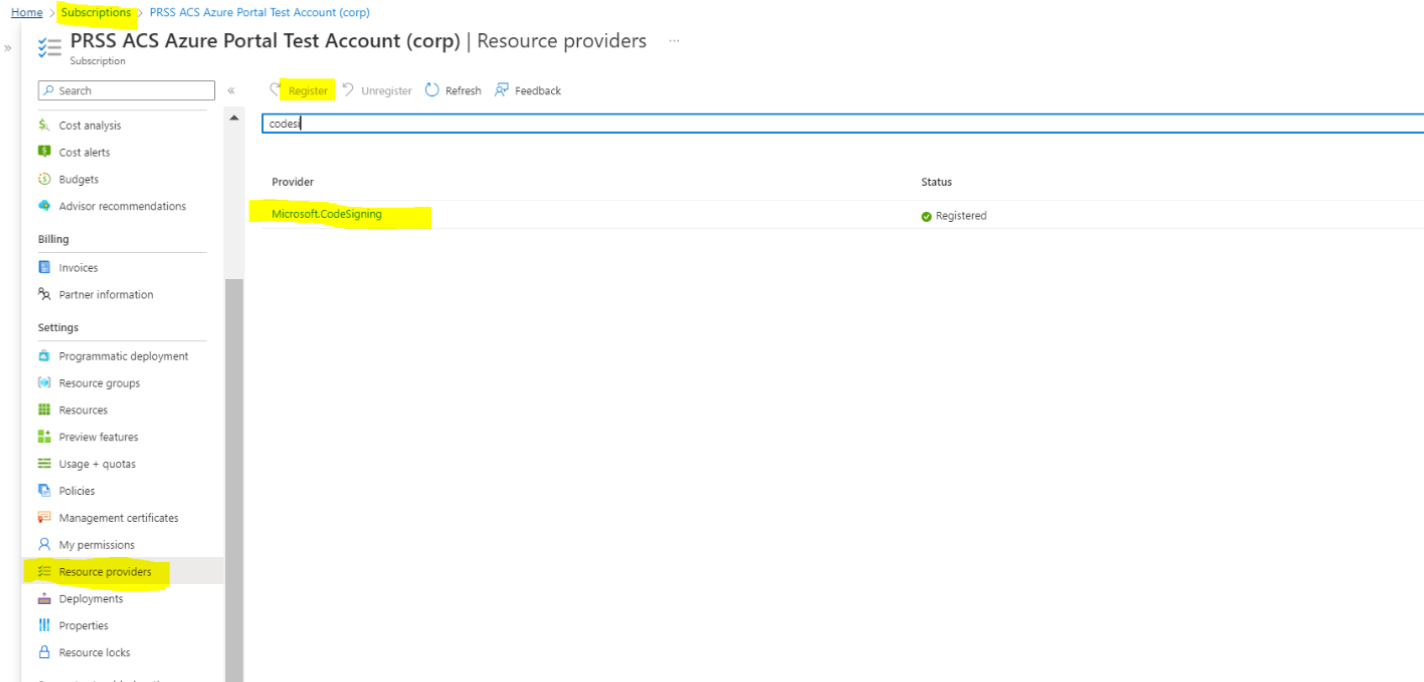 Home > Subscriptions > PRSS ACS Azure Portal Test Account (corp)
»
PRSS ACS Azure Portal Test Account (corp) | Resource providers ...
Subscription
Search
«
Register
Unregister
Refresh
Feedback
codesi
Cost analysis
Cost alerts
Budgets
Advisor recommendations
Billing
Invoices
Partner information
Settings
Programmatic deployment
Resource groups
Resources
Preview features
Usage + quotas
Policies
Management certificates
My permissions
Resource providers
Deployments
Properties
Resource locks
Provider
Status
Microsoft.CodeSigning
Registered